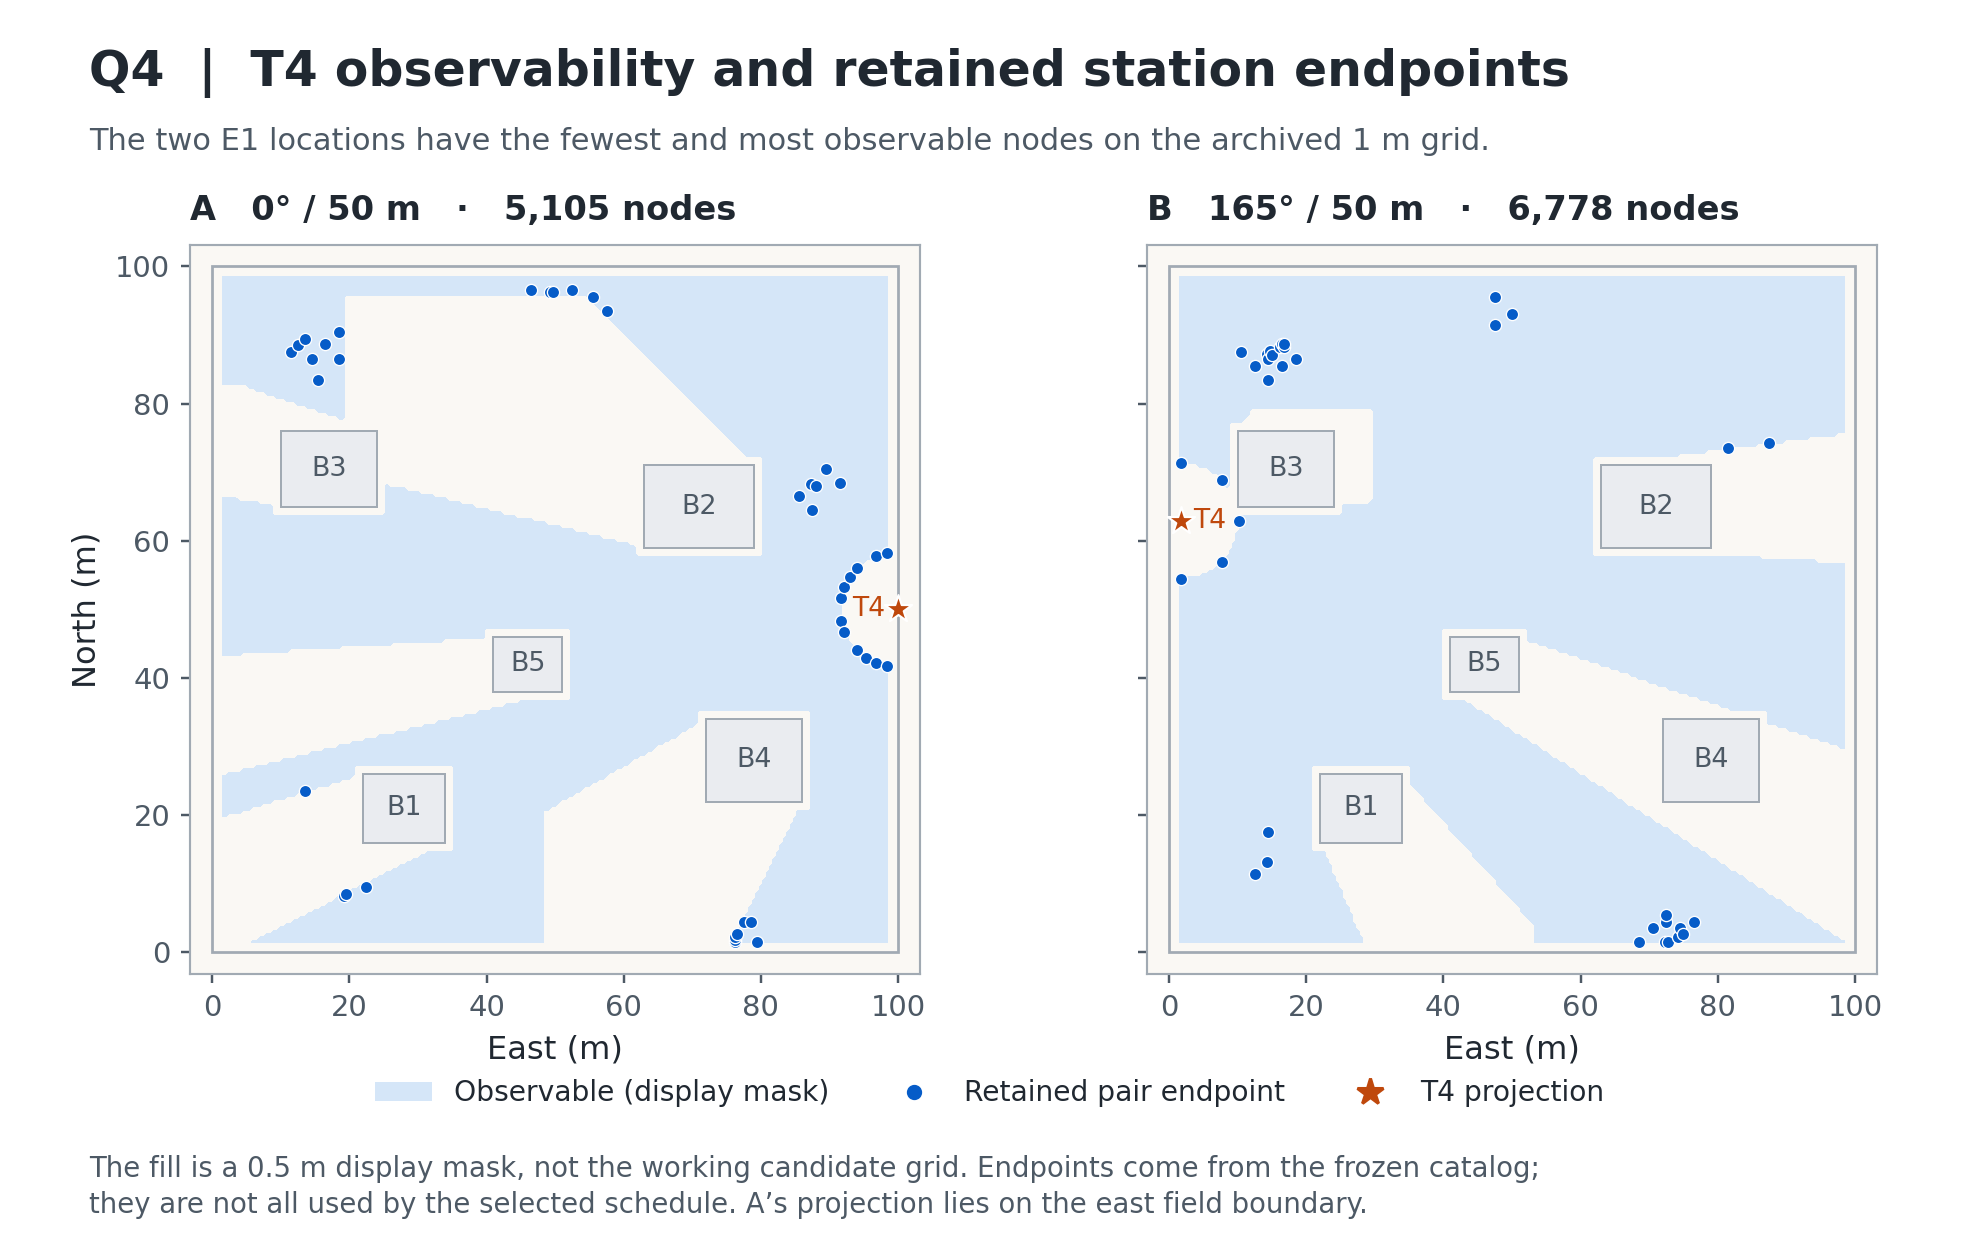 Q4 | T4 observability and retained station endpoints
The two E1 locations have the fewest and most observable nodes on the archived 1 m grid.
A 0° / 50 m · 5,105 nodes
B 165° / 50 m · 6,778 nodes
North (m)
100
80
60
40
20
0
B3
B2
T4
B5
B4
B1
0 20 40 60 80 100
East (m)
B3
B2
T4
B5
B4
B1
0 20 40 60 80 100
East (m)
Observable (display mask) Retained pair endpoint T4 projection
The fill is a 0.5 m display mask, not the working candidate grid. Endpoints come from the frozen catalog;
they are not all used by the selected schedule. A’s projection lies on the east field boundary.